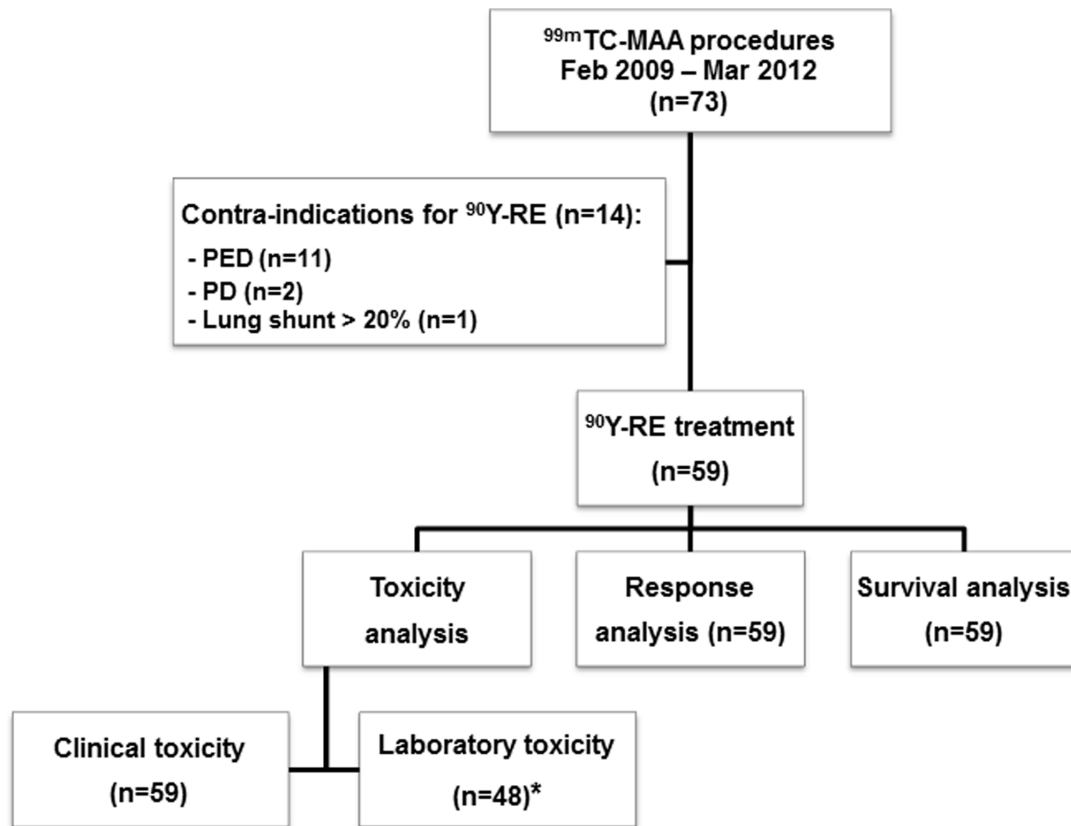 ⁹⁹ᵐTC-MAA procedures
Feb 2009 – Mar 2012
(n=73)
Contra-indications for ⁹⁰Y-RE (n=14):
- PED (n=11)
- PD (n=2)
- Lung shunt > 20% (n=1)
⁹⁰Y-RE treatment
(n=59)
Toxicity
analysis
Response
analysis (n=59)
Survival analysis
(n=59)
Clinical toxicity
(n=59)
Laboratory toxicity
(n=48)*